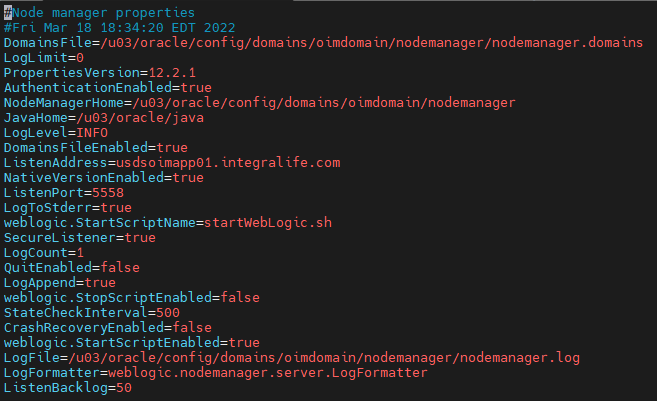 #Node manager properties
#Fri Mar 18 18:34:20 EDT 2022
DomainsFile=/u03/oracle/config/domains/oimdomain/nodemanager/nodemanager.domains
LogLimit=0
PropertiesVersion=12.2.1
AuthenticationEnabled=true
NodeManagerHome=/u03/oracle/config/domains/oimdomain/nodemanager
JavaHome=/u03/oracle/java
LogLevel=INFO
DomainsFileEnabled=true
ListenAddress=usdsoimapp01.integralife.com
NativeVersionEnabled=true
ListenPort=5558
LogToStderr=true
weblogic.StartScriptName=startWebLogic.sh
SecureListener=true
LogCount=1
QuitEnabled=false
LogAppend=true
weblogic.StopScriptEnabled=false
StateCheckInterval=500
CrashRecoveryEnabled=false
weblogic.StartScriptEnabled=true
LogFile=/u03/oracle/config/domains/oimdomain/nodemanager/nodemanager.log
LogFormatter=weblogic.nodemanager.server.LogFormatter
ListenBacklog=50